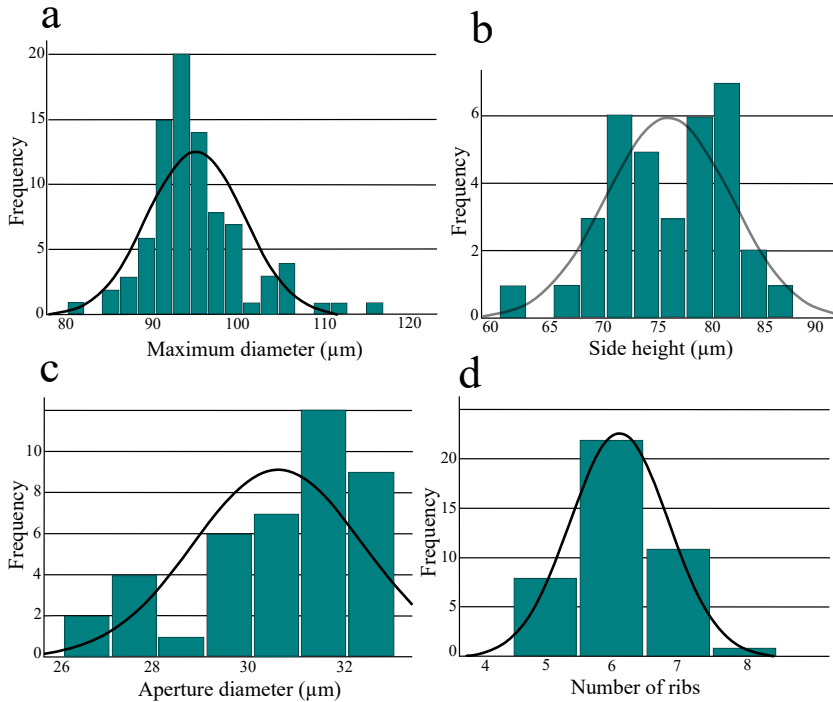 a
20
15
10
5
0
Frequency
80 90 100 110 120
Maximum diameter (µm)
b
6
4
2
0
Frequency
60 65 70 75 80 85 90
Side height (µm)
c
10
8
6
4
2
0
Frequency
26 28 30 32
Aperture diameter (µm)
d
20
15
10
5
0
Frequency
4 5 6 7 8
Number of ribs